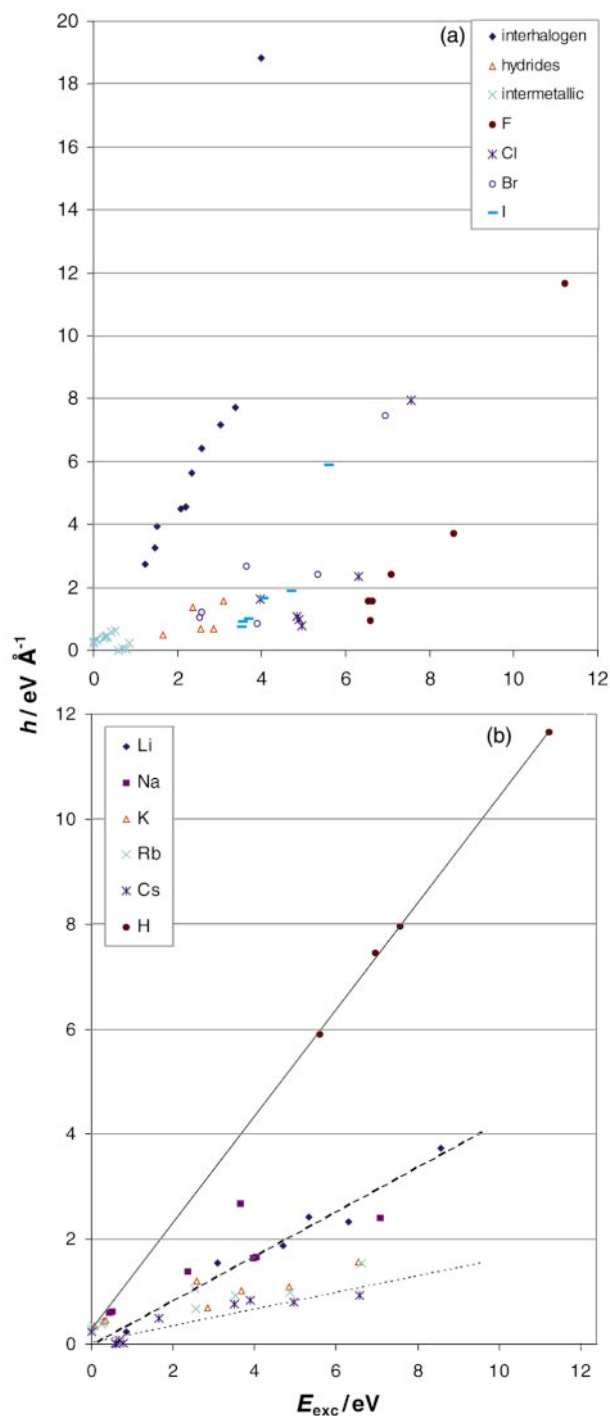 (a)
interhalogen
hydrides
intermetallic
F
Cl
Br
I
20
18
16
14
12
10
8
6
4
2
0
0 2 4 6 8 10 12
h / eV Å⁻¹
(b)
Li
Na
K
Rb
Cs
H
12
10
8
6
4
2
0
0 2 4 6 8 10 12
E_exc / eV